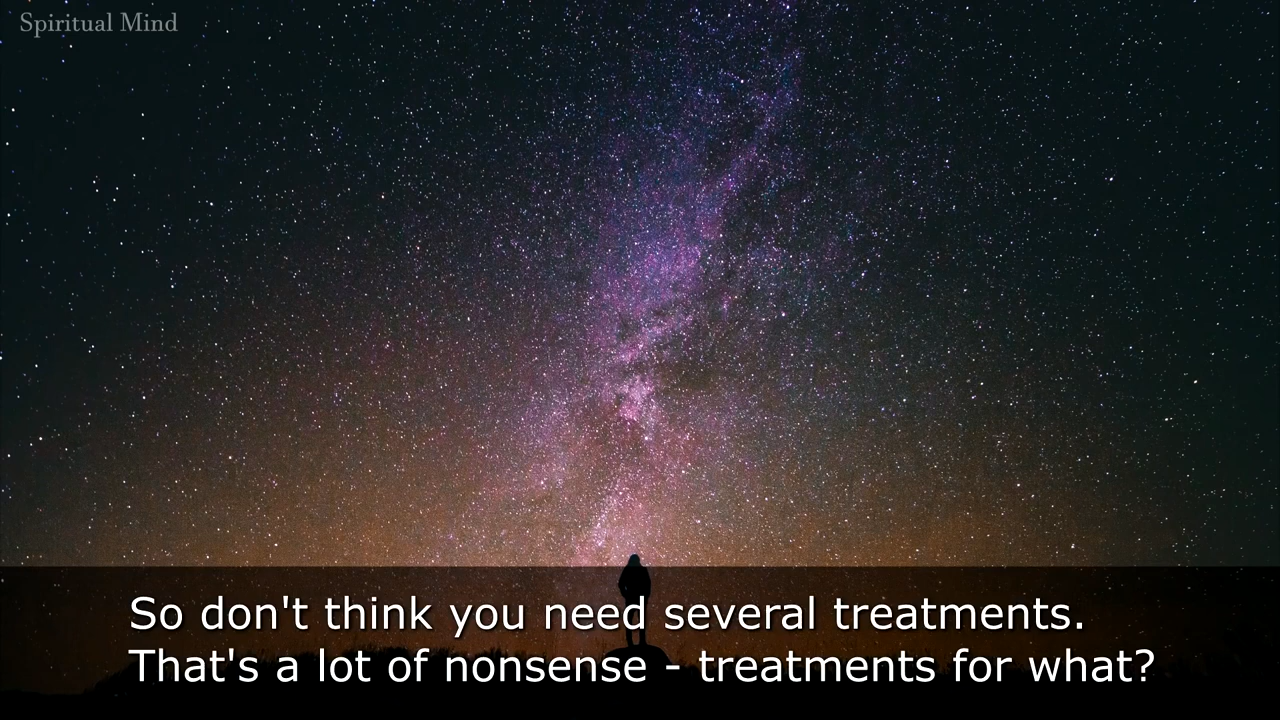 Spiritual Mind
So don't think you need several treatments.
That's a lot of nonsense - treatments for what?